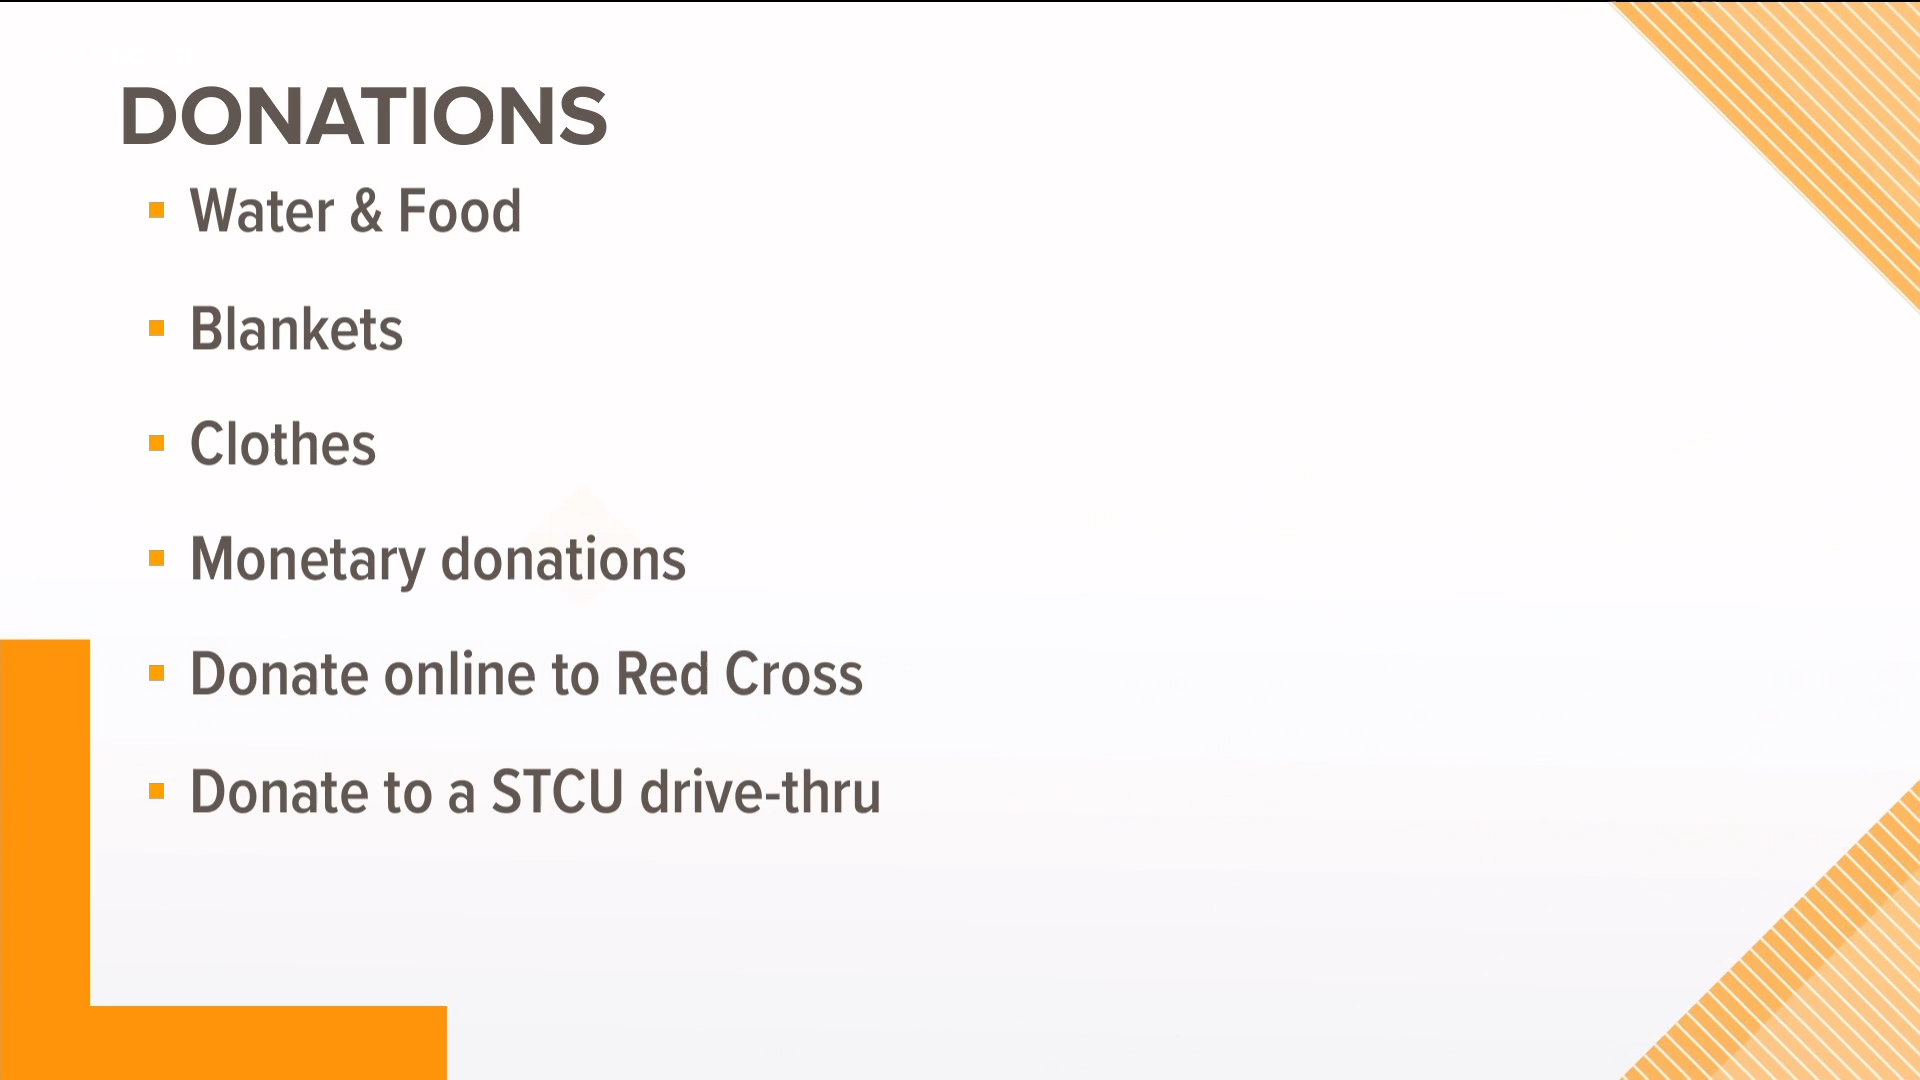 DONATIONS
Water & Food
Blankets
Clothes
Monetary donations
Donate online to Red Cross
Donate to a STCU drive-thru